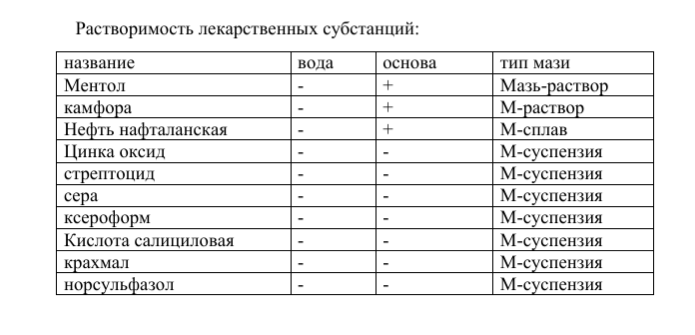 Растворимость лекарственных субстанций:
название вода основа тип мази
Ментол - + Мазь-раствор
камфора - + М-раствор
Нефть нафталанская - + М-сплав
Цинка оксид - - М-суспензия
стрептоцид - - М-суспензия
сера - - М-суспензия
ксероформ - - М-суспензия
Кислота салициловая - - М-суспензия
крахмал - - М-суспензия
норсульфазол - - М-суспензия